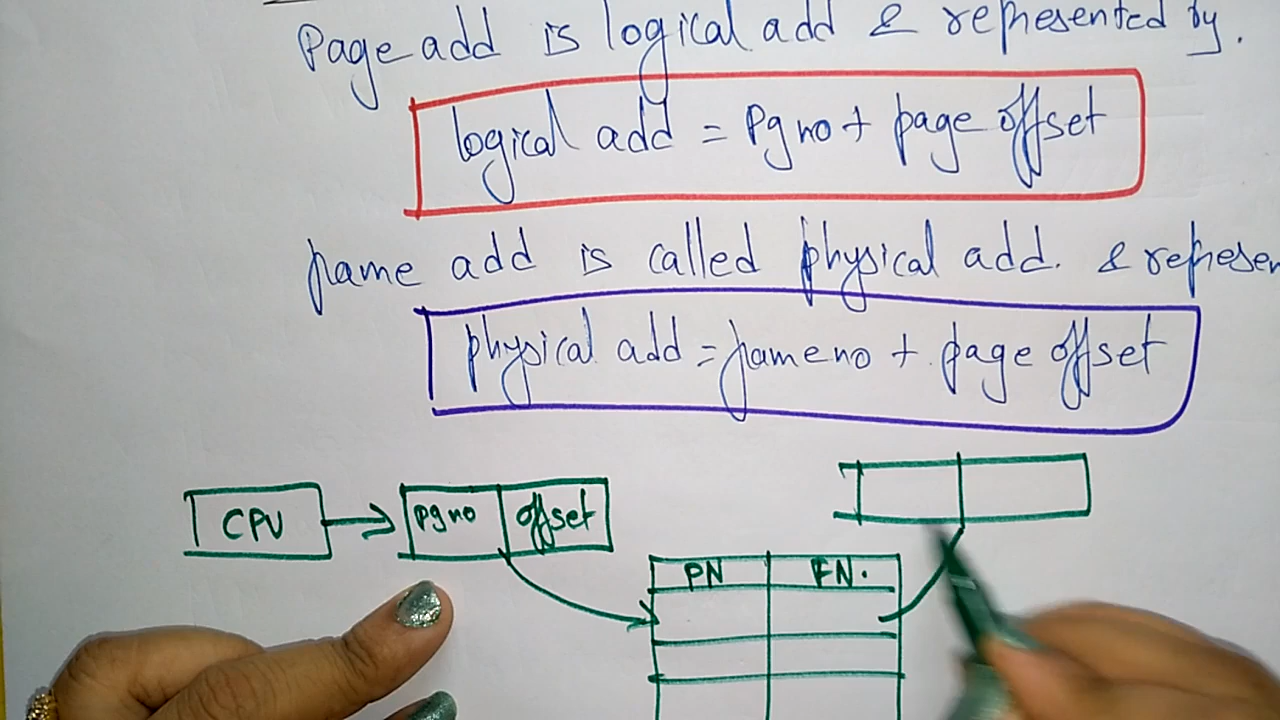 Page add is logical add & represented by.
logical add = Pg no + page offset
frame add is called physical add. & represen
physical add = frame no + page offset
CPU
pg no offset
PN FN.